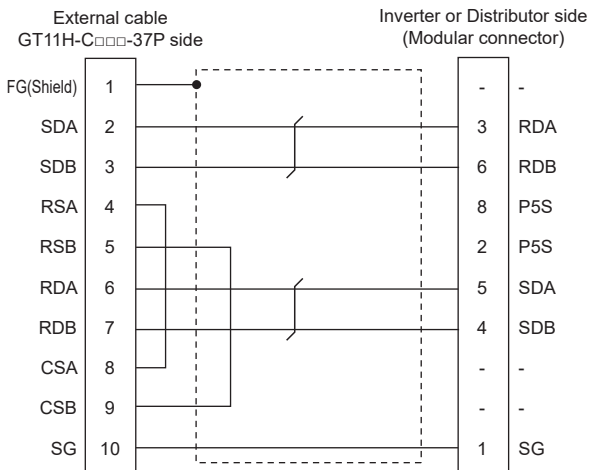 External cable
GT11H-C□□□-37P side
Inverter or Distributor side
(Modular connector)
FG(Shield) 1 - -
SDA 2 3 RDA
SDB 3 6 RDB
RSA 4 8 P5S
RSB 5 2 P5S
RDA 6 5 SDA
RDB 7 4 SDB
CSA 8 - -
CSB 9 - -
SG 10 1 SG